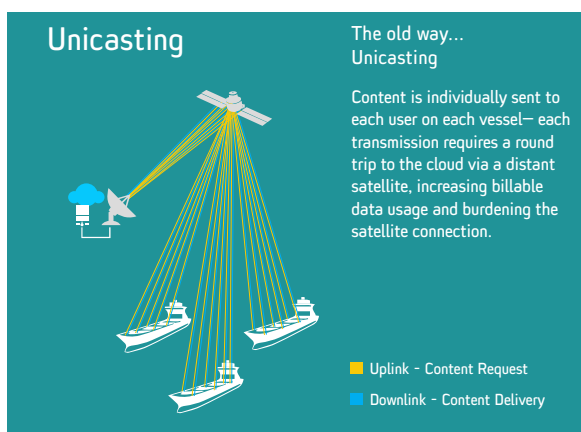 Unicasting
The old way...
Unicasting
Content is individually sent to
each user on each vessel— each
transmission requires a round
trip to the cloud via a distant
satellite, increasing billable
data usage and burdening the
satellite connection.
Uplink - Content Request
Downlink - Content Delivery